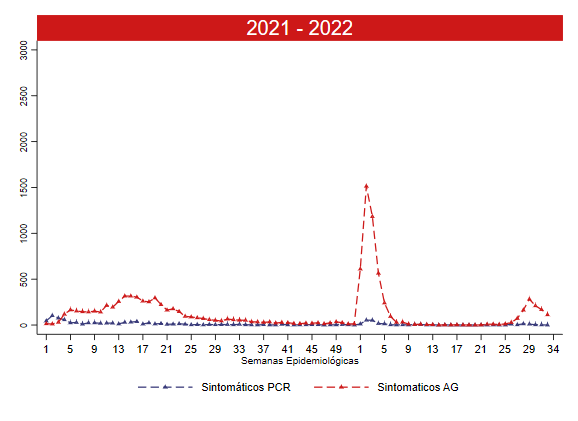 2021 - 2022
3000
2500
2000
1500
1000
500
0
1 5 9 13 17 21 25 29 33 37 41 45 49 1 5 9 13 17 21 25 29 34
Semanas Epidemiológicas
Sintomáticos PCR Sintomaticos AG